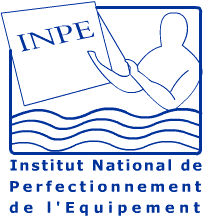 INPE
Institut National de
Perfectionnement
de l'Equipement